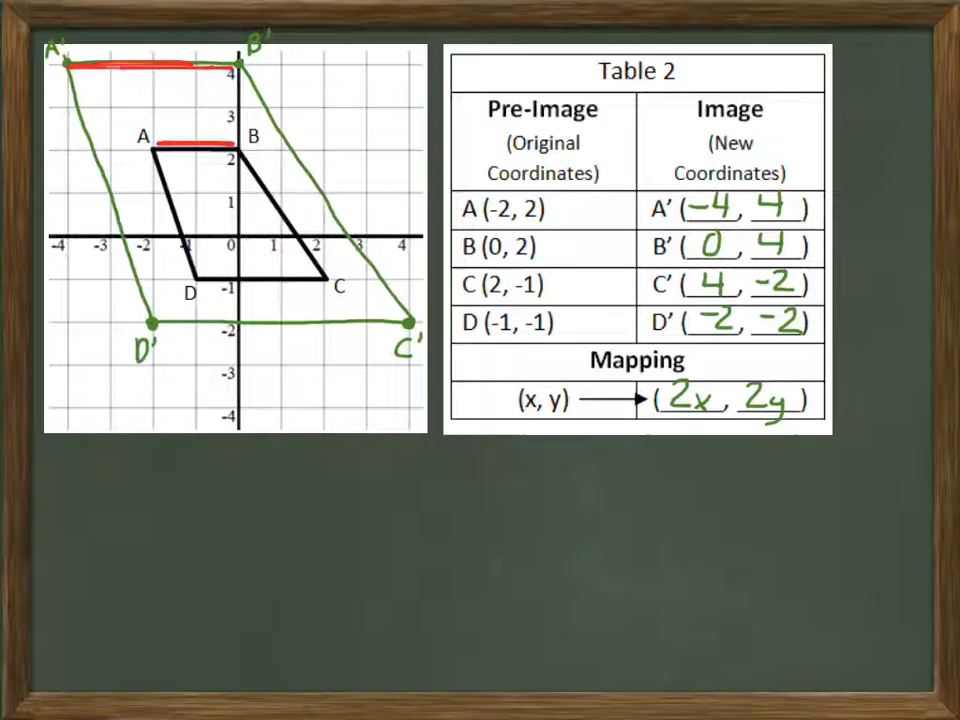 A' B'
4
3
A B
2
1
-4 -3 -2 -1 0 1 2 3 4
D -1 C
-2
D' C'
-3
-4
Table 2
Pre-Image Image
(Original (New
Coordinates) Coordinates)
A (-2, 2) A’ (-4, 4)
B (0, 2) B’ (0, 4)
C (2, -1) C’ (4, -2)
D (-1, -1) D’ (-2, -2)
Mapping
(x, y) → (2x, 2y)